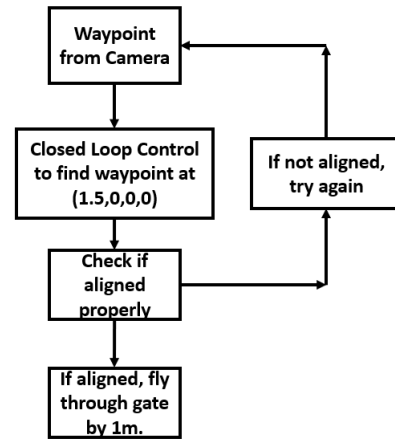 Waypoint
from Camera
Closed Loop Control
to find waypoint at
(1.5,0,0,0)
If not aligned,
try again
Check if
aligned
properly
If aligned, fly
through gate
by 1m.